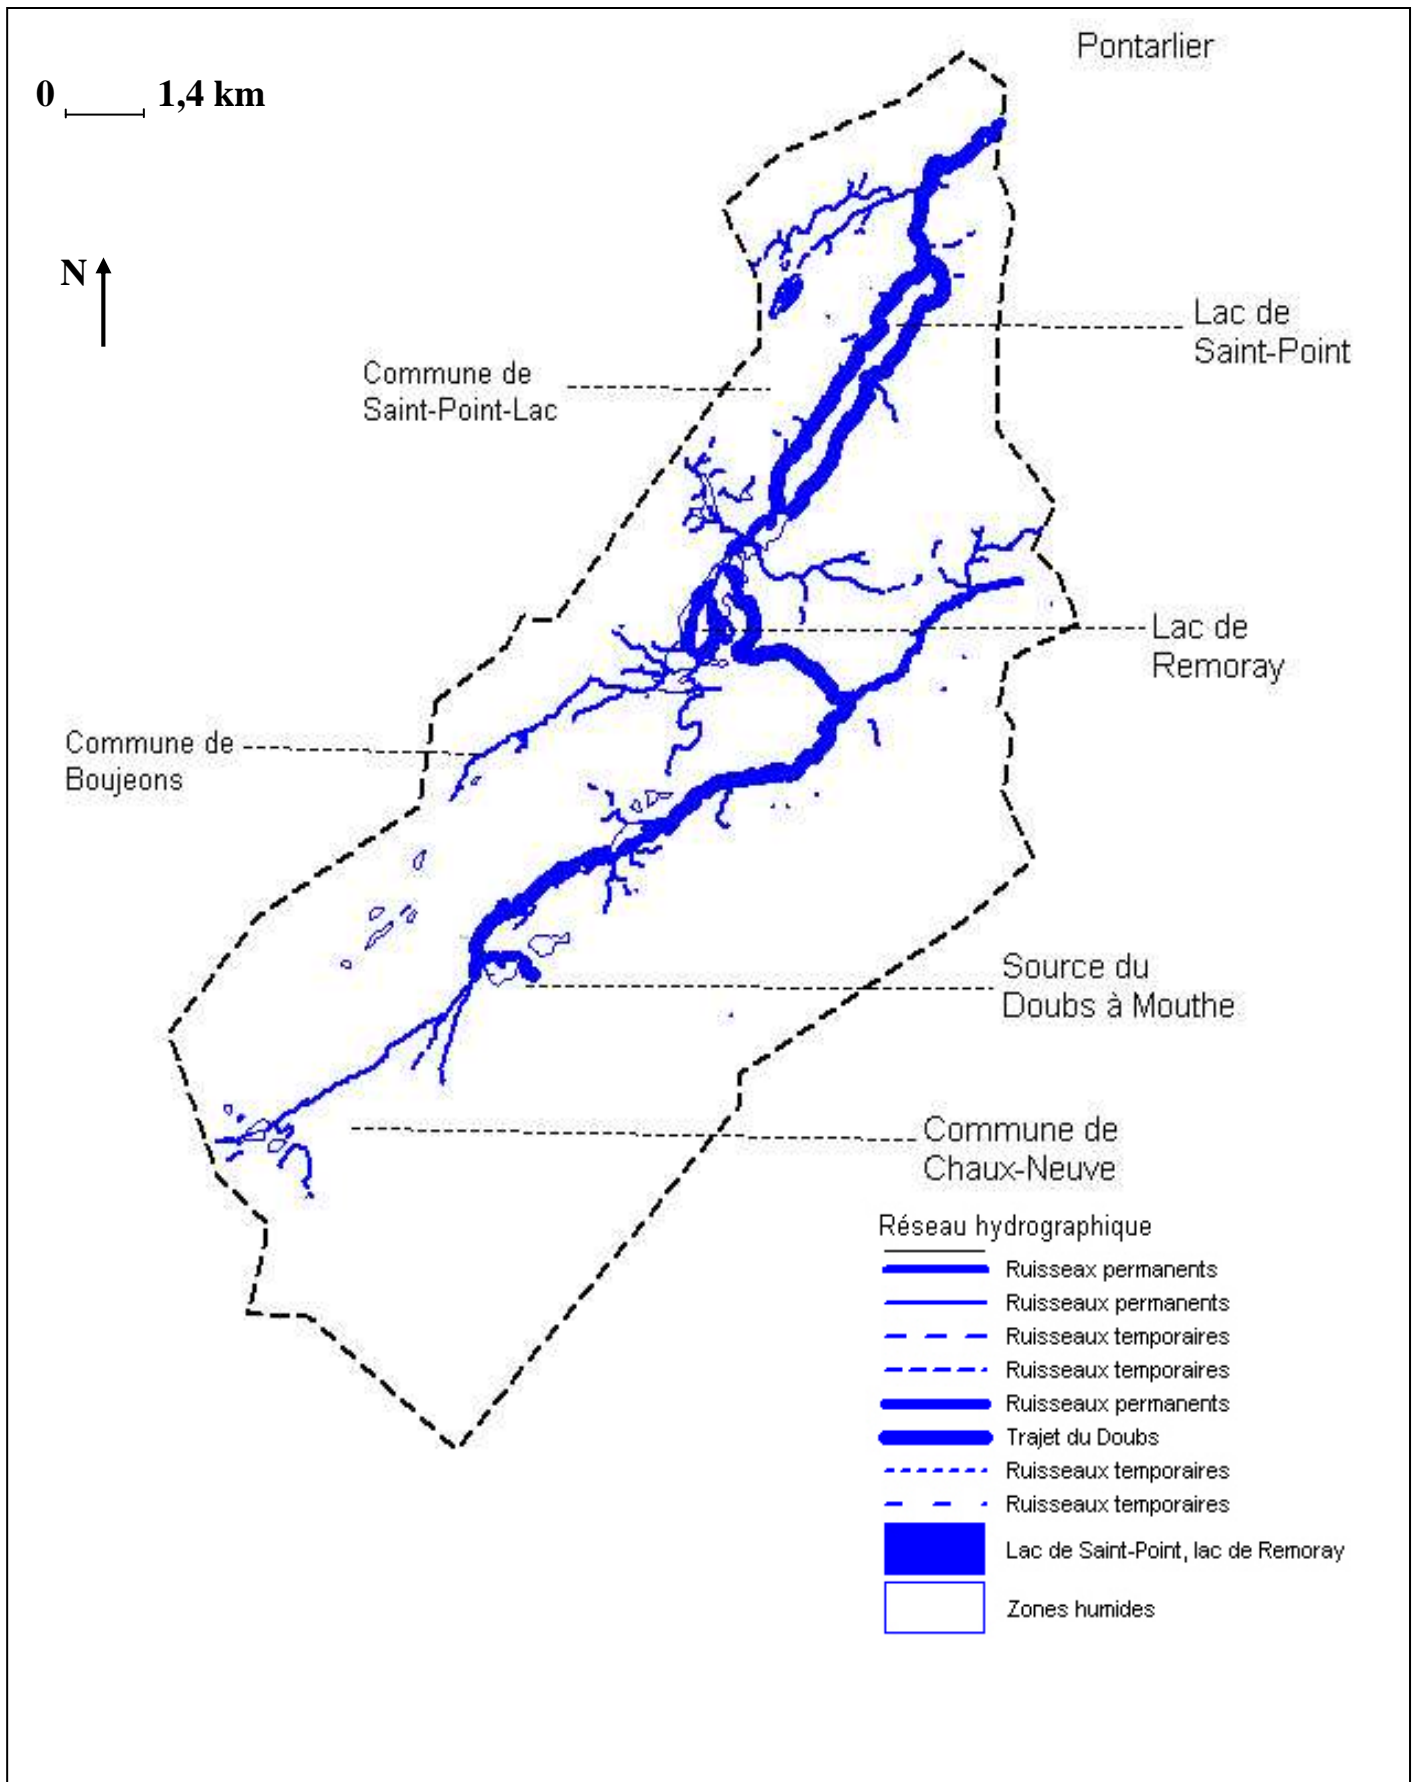 Pontarlier
0 1,4 km
N
Lac de
Saint-Point
Commune de
Saint-Point-Lac
Lac de
Remoray
Commune de
Boujeons
Source du
Doubs à Mouthe
Commune de
Chaux-Neuve
Réseau hydrographique
Ruisseax permanents
Ruisseaux permanents
Ruisseaux temporaires
Ruisseaux temporaires
Ruisseaux permanents
Trajet du Doubs
Ruisseaux temporaires
Ruisseaux temporaires
Lac de Saint-Point, lac de Remoray
Zones humides